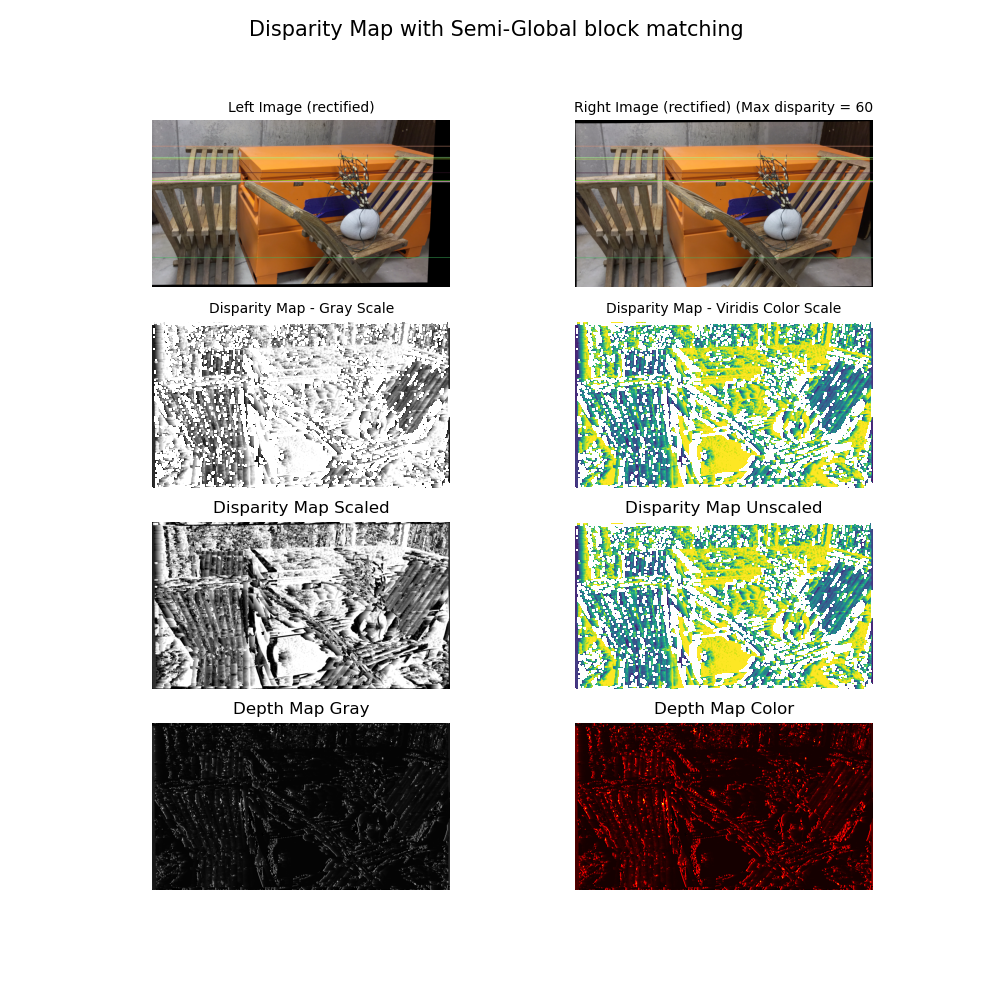 Disparity Map with Semi-Global block matching
Left Image (rectified)
Right Image (rectified) (Max disparity = 60
Disparity Map - Gray Scale
Disparity Map - Viridis Color Scale
Disparity Map Scaled
Disparity Map Unscaled
Depth Map Gray
Depth Map Color